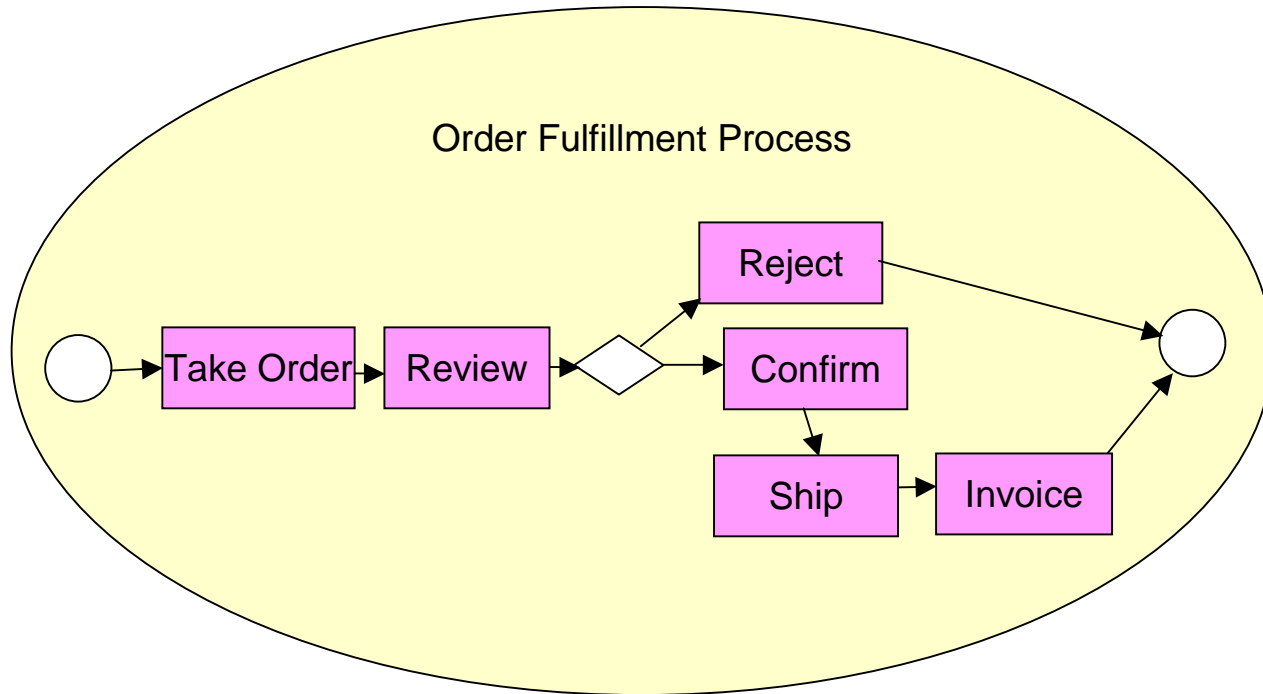 Order Fulfillment Process
Reject
Take Order
Review
Confirm
Ship
Invoice